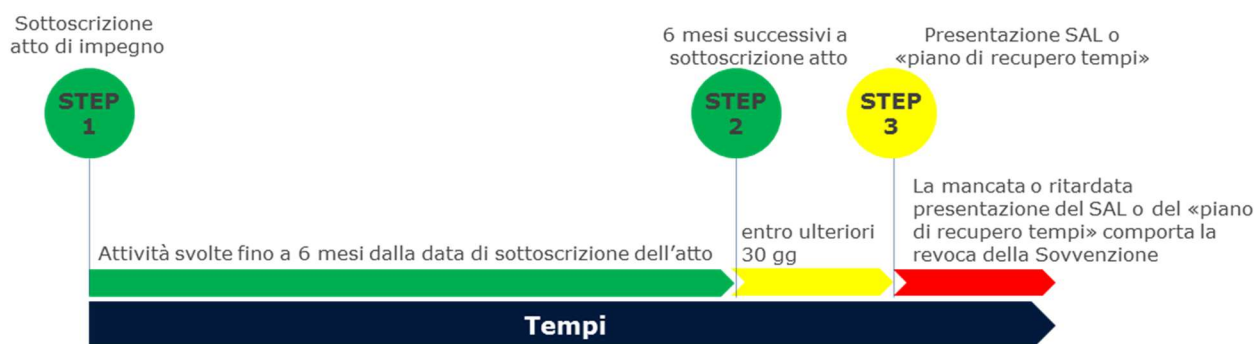 Sottoscrizione
atto di impegno
STEP
1
6 mesi successivi a
sottoscrizione atto
STEP
2
Presentazione SAL o
«piano di recupero tempi»
STEP
3
Attività svolte fino a 6 mesi dalla data di sottoscrizione dell'atto
entro ulteriori
30 gg
La mancata o ritardata
presentazione del SAL o del «piano
di recupero tempi» comporta la
revoca della Sovvenzione
Tempi